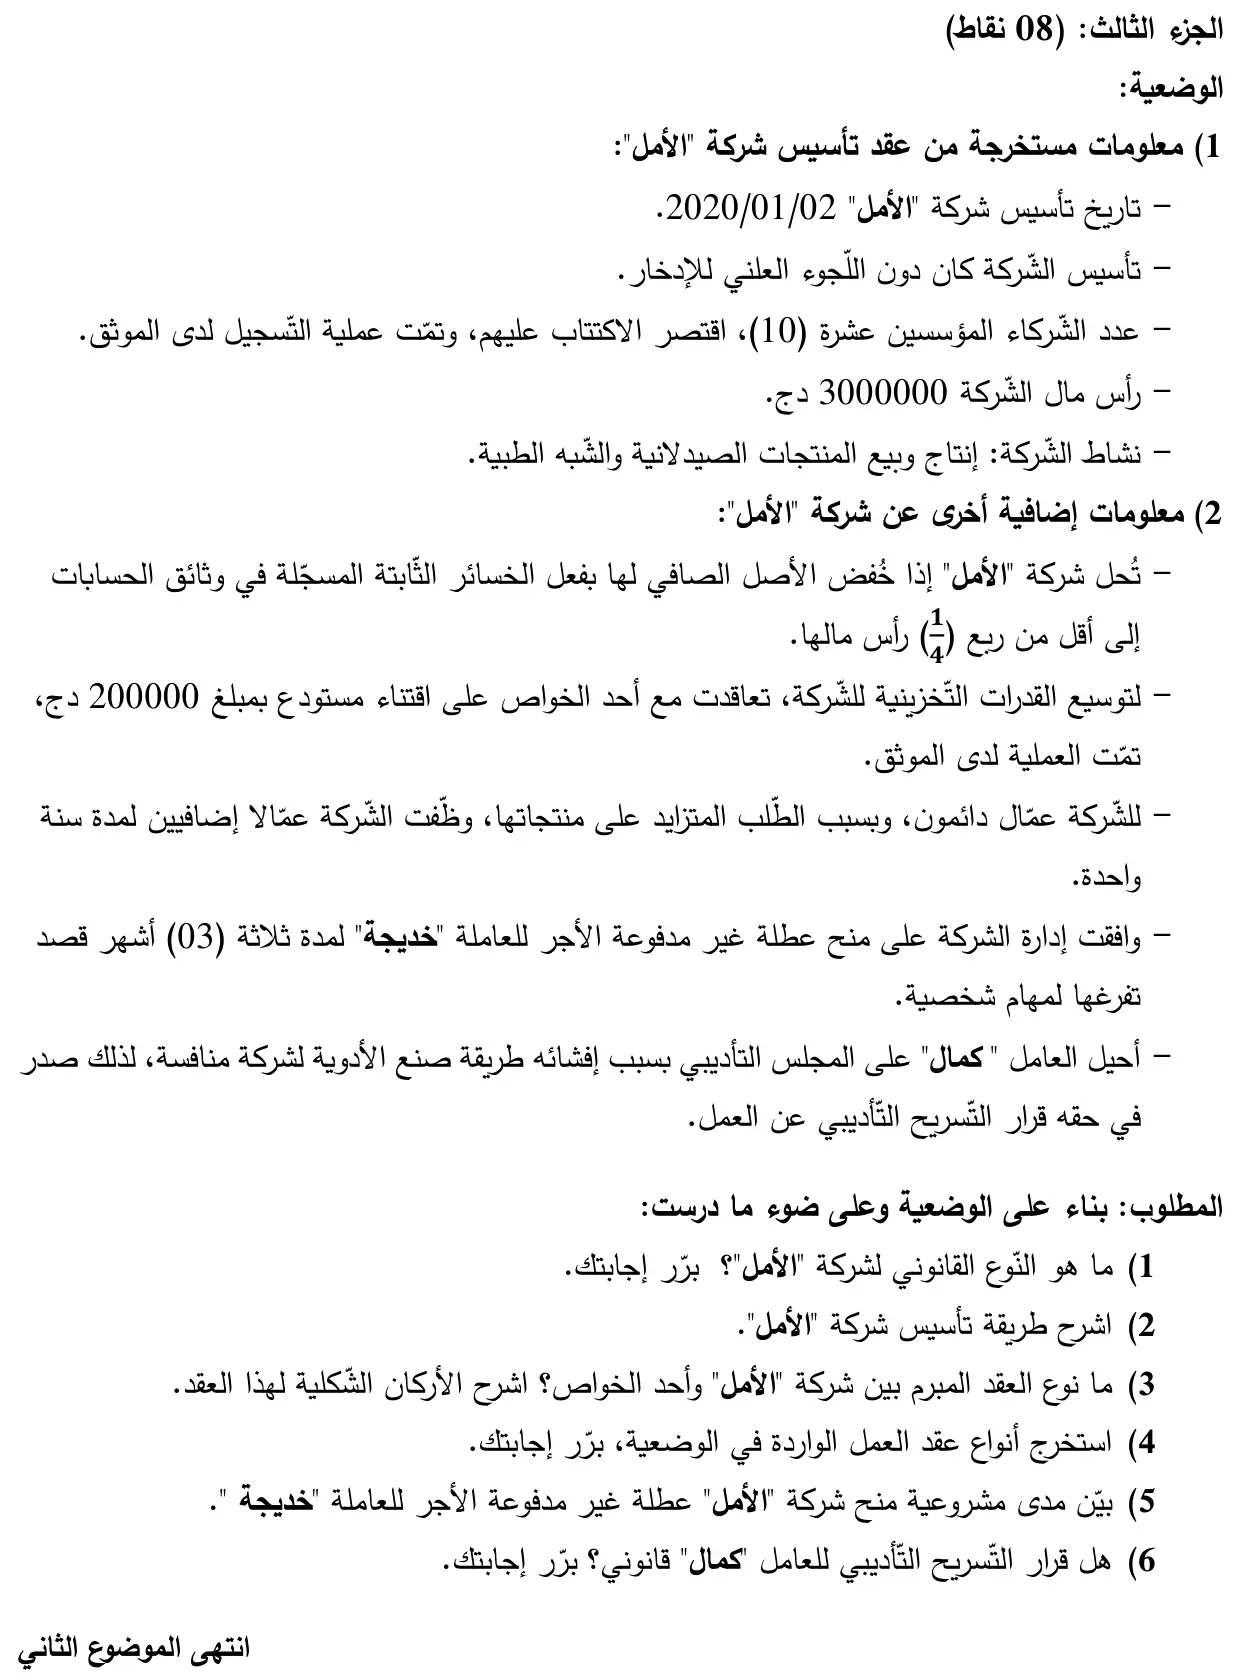 الجزء الثالث: (08 نقاط)
الوضعية:
1) معلومات مستخرجة من عقد تأسيس شركة "الأمل":
– تاريخ تأسيس شركة "الأمل" 2020/01/02.
– تأسيس الشّركة كان دون اللّجوء العلني للإدخار.
– عدد الشّركاء المؤسسين عشرة (10)، اقتصر الاكتتاب عليهم، وتمّت عملية التّسجيل لدى الموثق.
– رأس مال الشّركة 3000000 دج.
– نشاط الشّركة: إنتاج وبيع المنتجات الصيدلانية والشّبه الطبية.
2) معلومات إضافية أخرى عن شركة "الأمل":
– تُحل شركة "الأمل" إذا خُفض الأصل الصافي لها بفعل الخسائر الثّابتة المسجّلة في وثائق الحسابات
إلى أقل من ربع (1/4) رأس مالها.
– لتوسيع القدرات التّخزينية للشّركة، تعاقدت مع أحد الخواص على اقتناء مستودع بمبلغ 200000 دج،
تمّت العملية لدى الموثق.
– للشّركة عمّال دائمون، وبسبب الطّلب المتزايد على منتجاتها، وظّفت الشّركة عمّالا إضافيين لمدة سنة
واحدة.
– وافقت إدارة الشركة على منح عطلة غير مدفوعة الأجر للعاملة "خديجة" لمدة ثلاثة (03) أشهر قصد
تفرغها لمهام شخصية.
– أحيل العامل " كمال" على المجلس التأديبي بسبب إفشائه طريقة صنع الأدوية لشركة منافسة، لذلك صدر
في حقه قرار التّسريح التّأديبي عن العمل.
المطلوب: بناء على الوضعية وعلى ضوء ما درست:
1) ما هو النّوع القانوني لشركة "الأمل"؟ برّر إجابتك.
2) اشرح طريقة تأسيس شركة "الأمل".
3) ما نوع العقد المبرم بين شركة "الأمل" وأحد الخواص؟ اشرح الأركان الشّكلية لهذا العقد.
4) استخرج أنواع عقد العمل الواردة في الوضعية، برّر إجابتك.
5) بيّن مدى مشروعية منح شركة "الأمل" عطلة غير مدفوعة الأجر للعاملة "خديجة ".
6) هل قرار التّسريح التّأديبي للعامل "كمال" قانوني؟ برّر إجابتك.
انتهى الموضوع الثاني